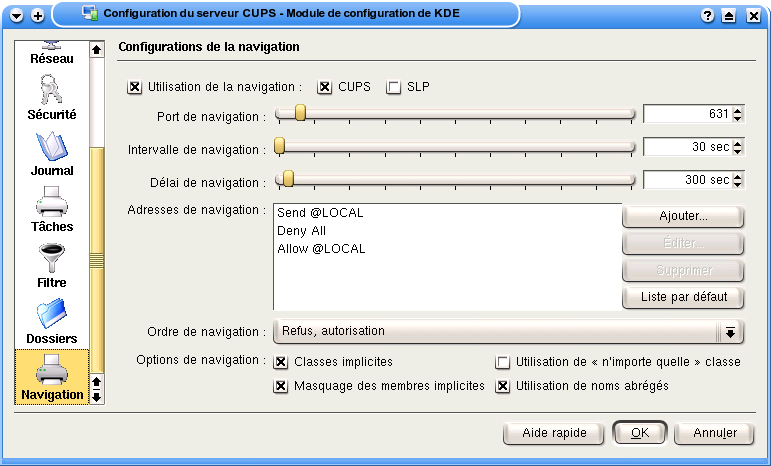 Configuration du serveur CUPS - Module de configuration de KDE
Réseau
Sécurité
Journal
Tâches
Filtre
Dossiers
Navigation
Configurations de la navigation
Utilisation de la navigation : CUPS SLP
Port de navigation : 631
Intervalle de navigation : 30 sec
Délai de navigation : 300 sec
Adresses de navigation :
Send @LOCAL
Deny All
Allow @LOCAL
Ajouter...
Éditer...
Supprimer
Liste par défaut
Ordre de navigation : Refus, autorisation
Options de navigation : Classes implicites Utilisation de « n'importe quelle » classe
Masquage des membres implicites Utilisation de noms abrégés
Aide rapide OK Annuler